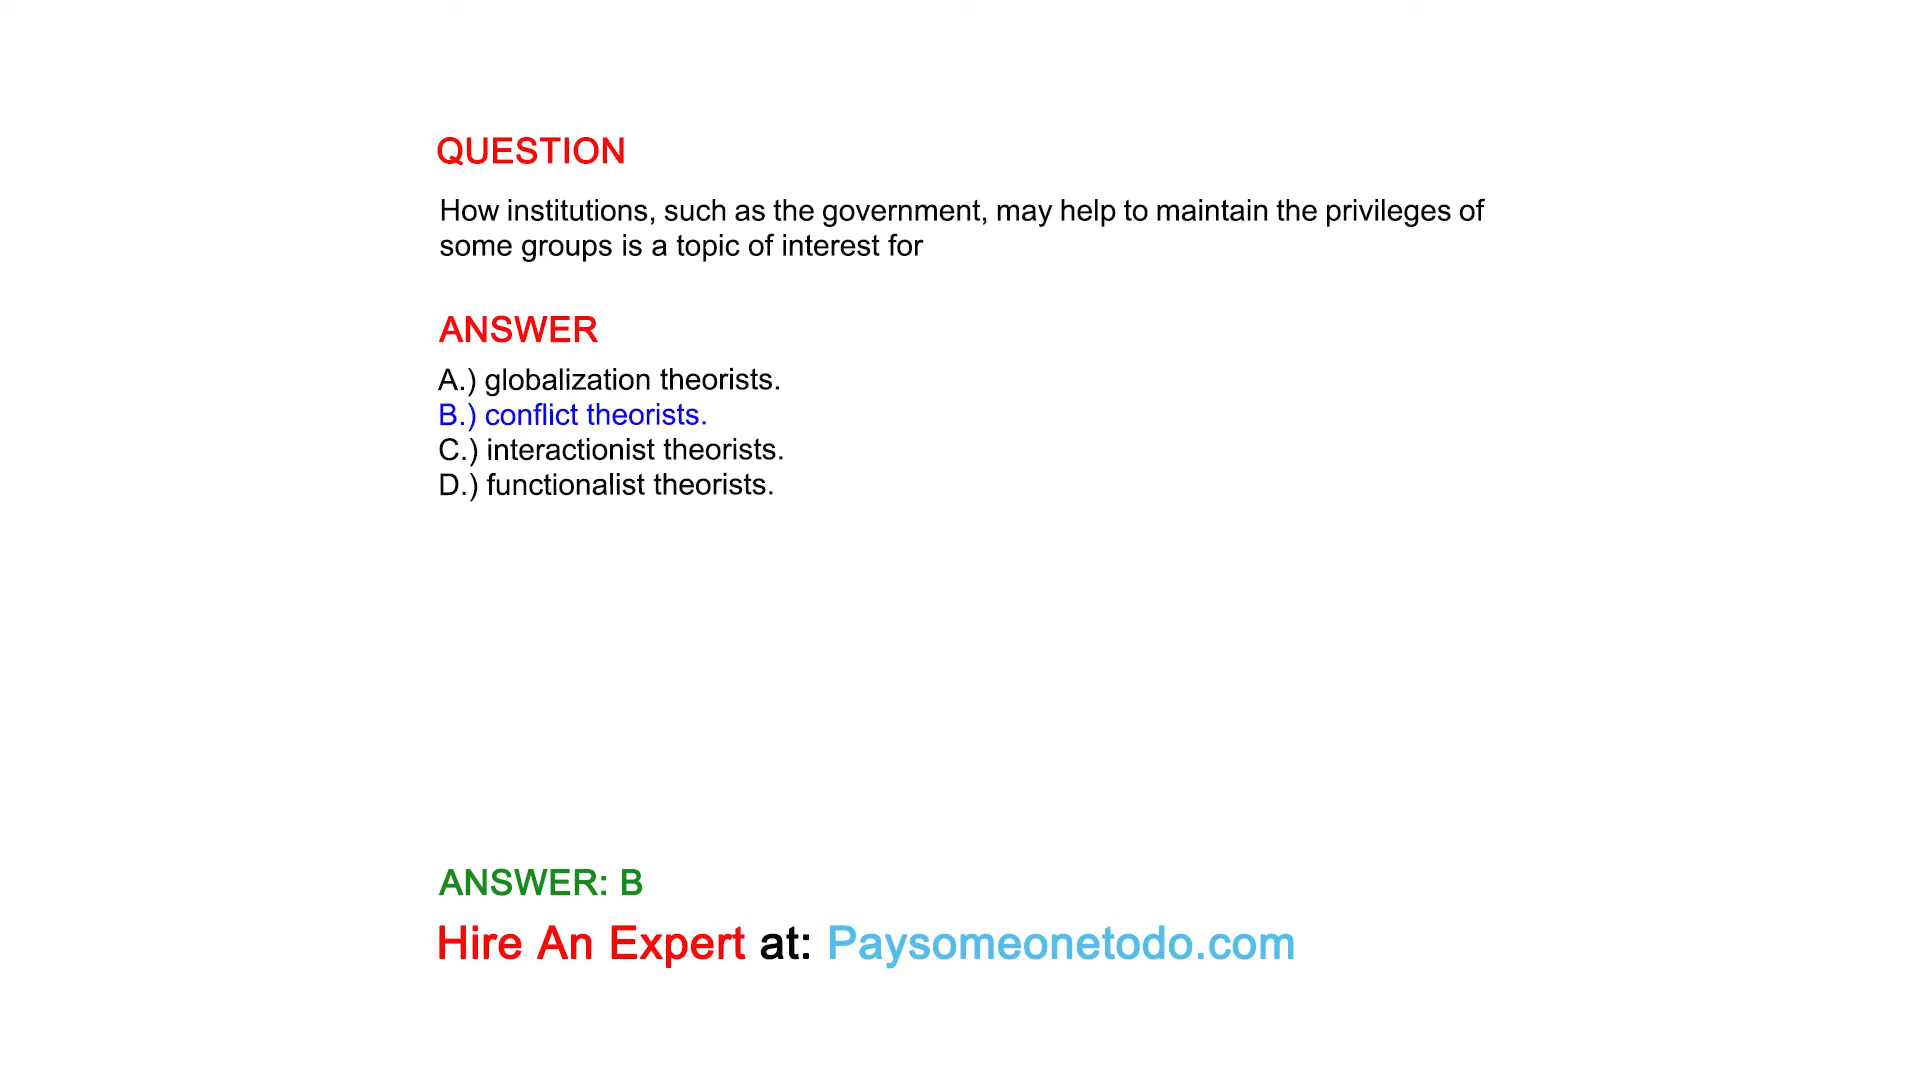 QUESTION
How institutions, such as the government, may help to maintain the privileges of
some groups is a topic of interest for
ANSWER
A.) globalization theorists.
B.) conflict theorists.
C.) interactionist theorists.
D.) functionalist theorists.
ANSWER: B
Hire An Expert at: Paysomeonetodo.com